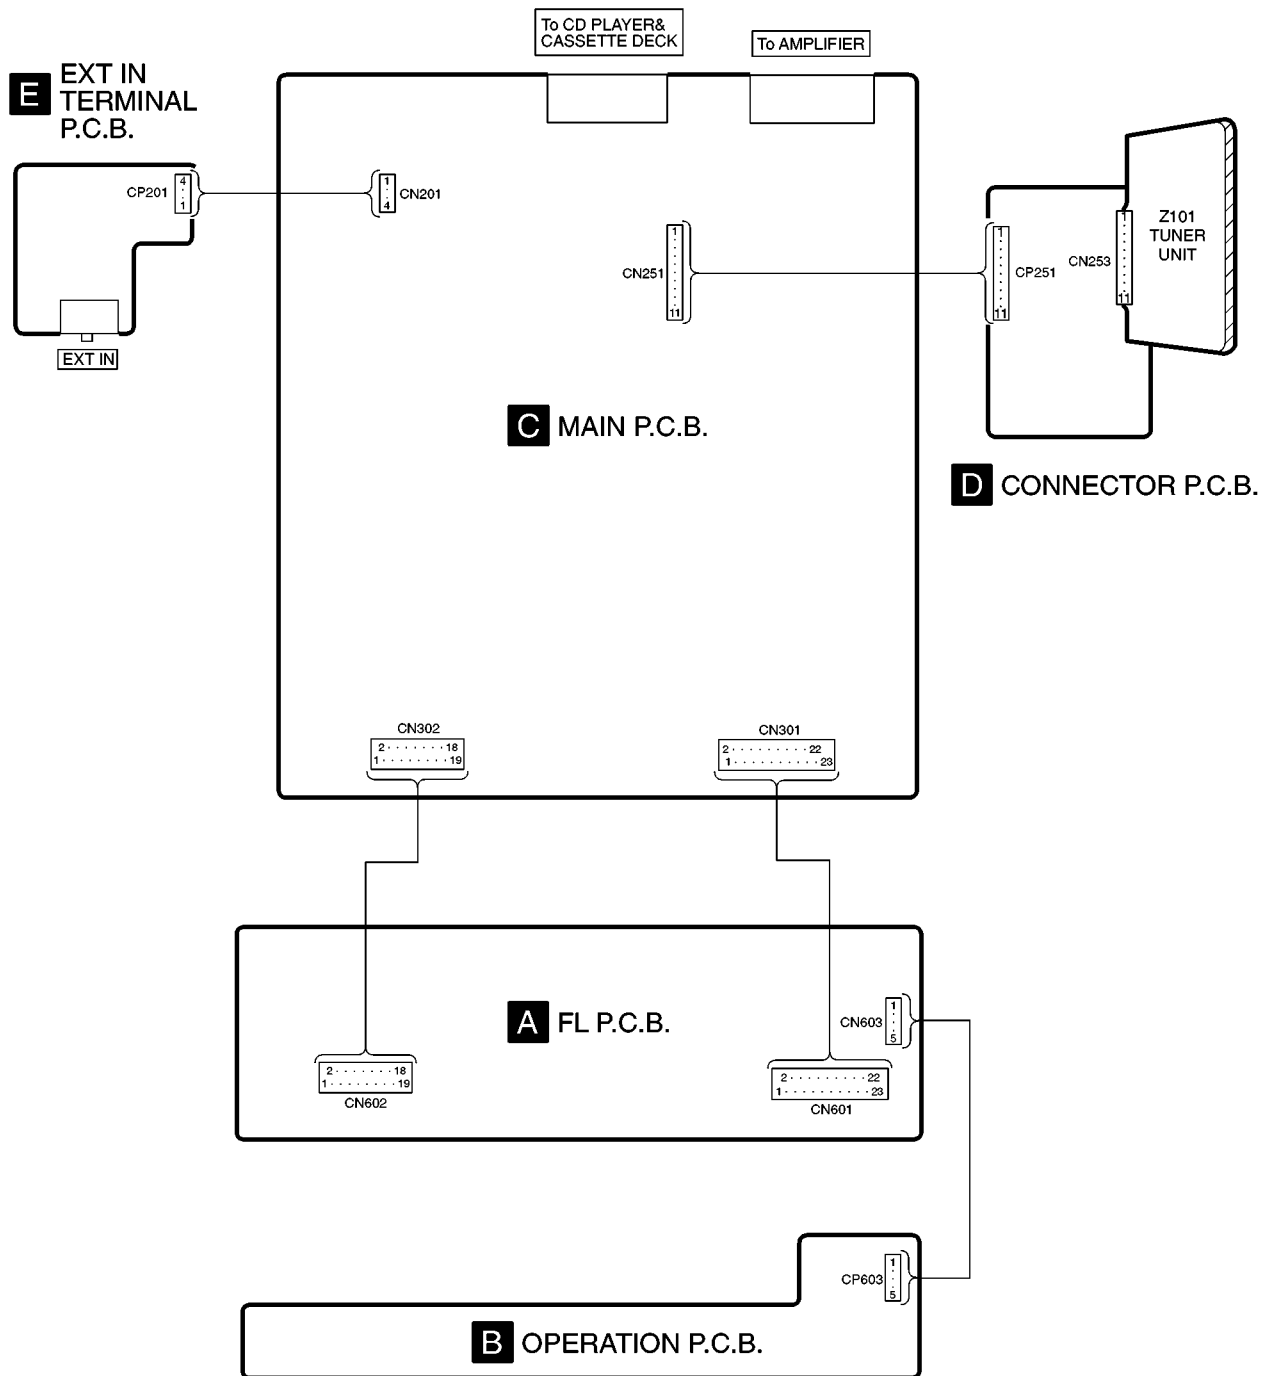 To CD PLAYER&
CASSETTE DECK
To AMPLIFIER
E EXT IN
TERMINAL
P.C.B.
CP201
4
1
1
4
CN201
EXT IN
CN251
1
11
1
11
CP251
CN253
1
11
Z101
TUNER
UNIT
C MAIN P.C.B.
D CONNECTOR P.C.B.
CN302
2 · · · · · · · 18
1 · · · · · · · · 19
CN301
2 · · · · · · · · · 22
1 · · · · · · · · · · 23
A FL P.C.B.
CN603
1
5
2 · · · · · · · 18
1 · · · · · · · · 19
CN602
2 · · · · · · · · · 22
1 · · · · · · · · · · 23
CN601
CP603
1
5
B OPERATION P.C.B.